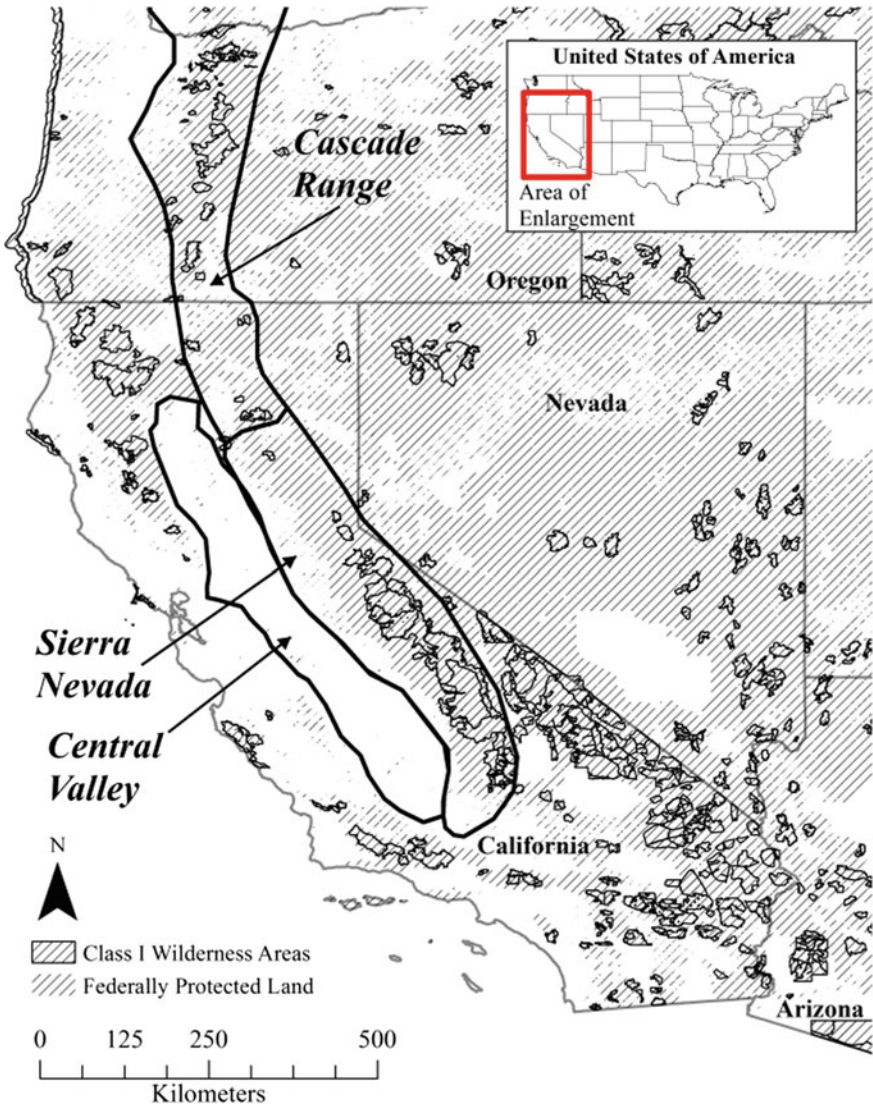 United States of America
Area of
Enlargement
Cascade
Range
Oregon
Nevada
Sierra
Nevada
Central
Valley
California
N
Class I Wilderness Areas
Federally Protected Land
Arizona
0 125 250 500
Kilometers